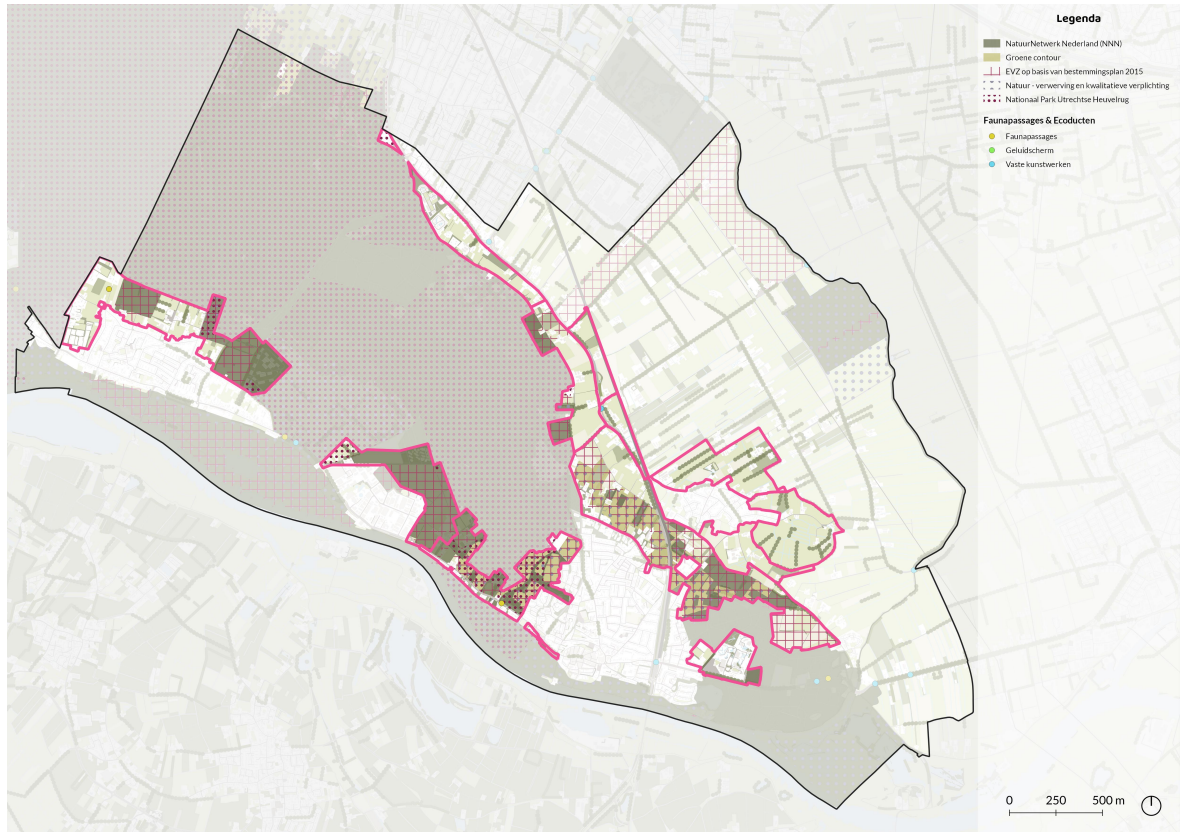 Legenda
NatuurNetwerk Nederland (NNN)
Groene contour
EVZ op basis van bestemmingsplan 2015
Natuur - verwerving en kwalitatieve verplichting
Nationaal Park Utrechtse Heuvelrug
Faunapassages & Ecoducten
Faunapassages
Geluidscherm
Vaste kunstwerken
0 250 500 m